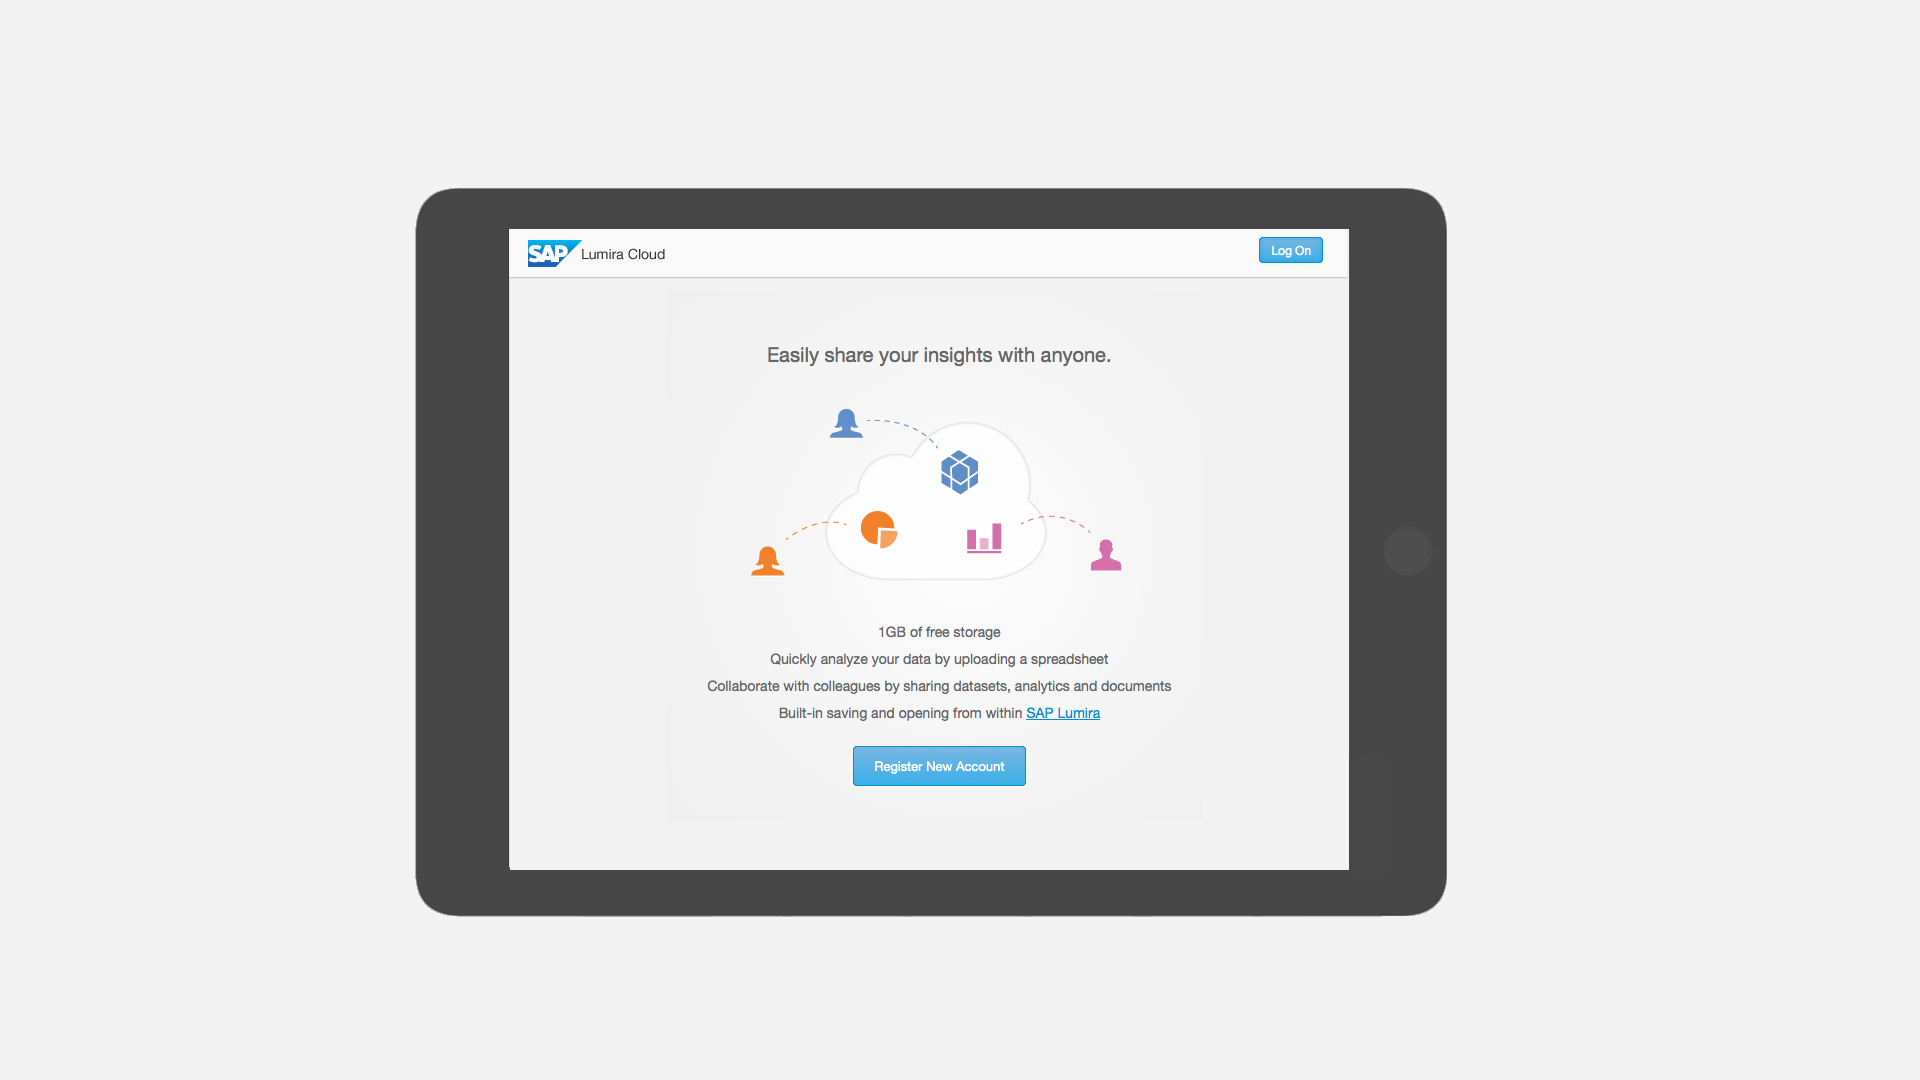 SAP Lumira Cloud
Log On
Easily share your insights with anyone.
1GB of free storage
Quickly analyze your data by uploading a spreadsheet
Collaborate with colleagues by sharing datasets, analytics and documents
Built-in saving and opening from within SAP Lumira
Register New Account